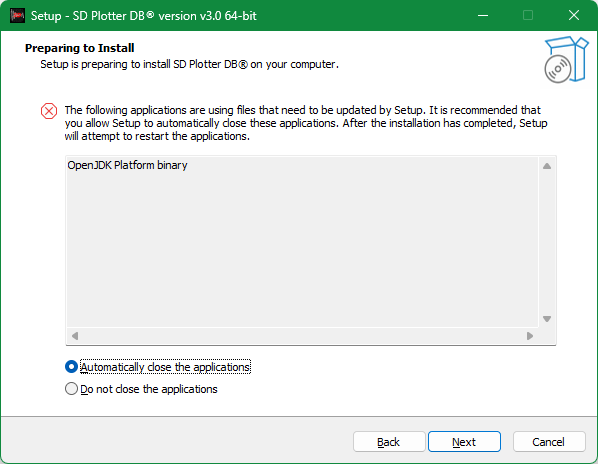 Setup - SD Plotter DB® version v3.0 64-bit
Preparing to Install
Setup is preparing to install SD Plotter DB® on your computer.
The following applications are using files that need to be updated by Setup. It is recommended that
you allow Setup to automatically close these applications. After the installation has completed, Setup
will attempt to restart the applications.
OpenJDK Platform binary
Automatically close the applications
Do not close the applications
Back
Next
Cancel